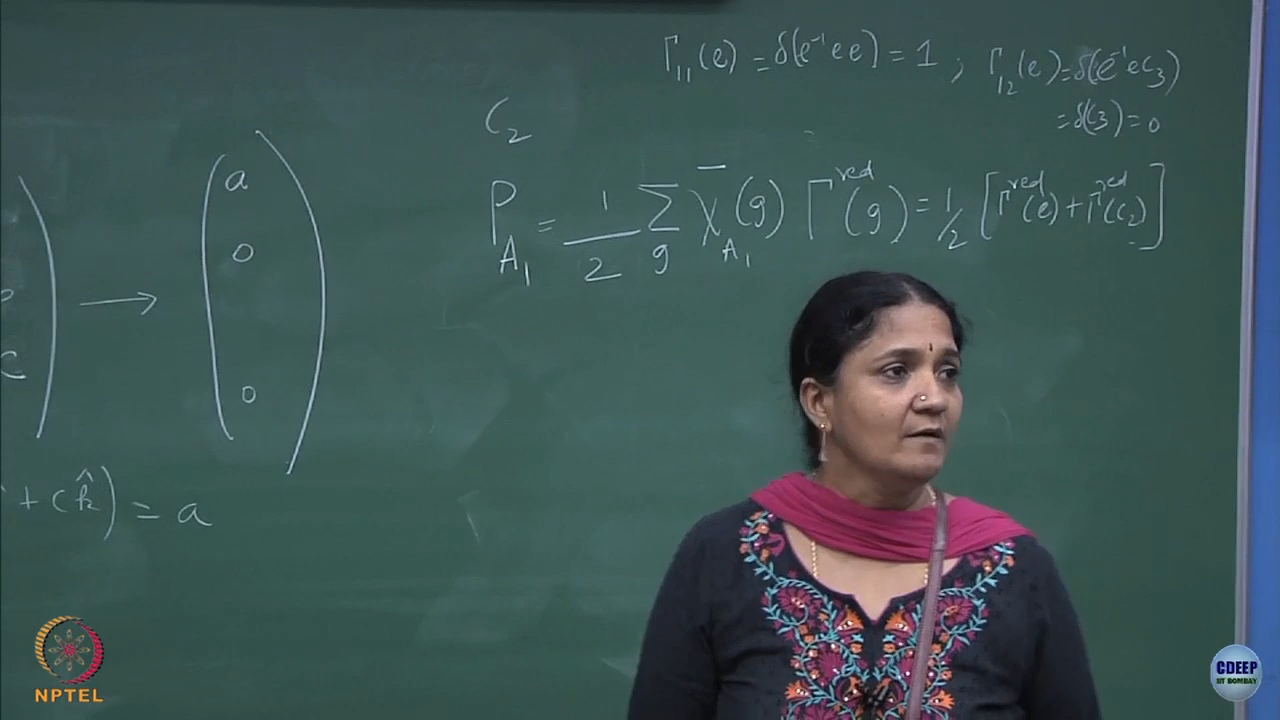 Γ₁₁(e) = δ(e⁻¹ee) = 1 ; Γ₁₂(e) = δ(e⁻¹eC₃)
= δ(C₃) = 0
C₂
P_A₁ = 1/2 Σ_g χ̄_A₁(g) Γ^red(g) = 1/2 [Γ^red(e) + Γ^red(C₂)]
a
0
0
c
→
+ c k̂) = a
NPTEL
CDEEP
IIT BOMBAY